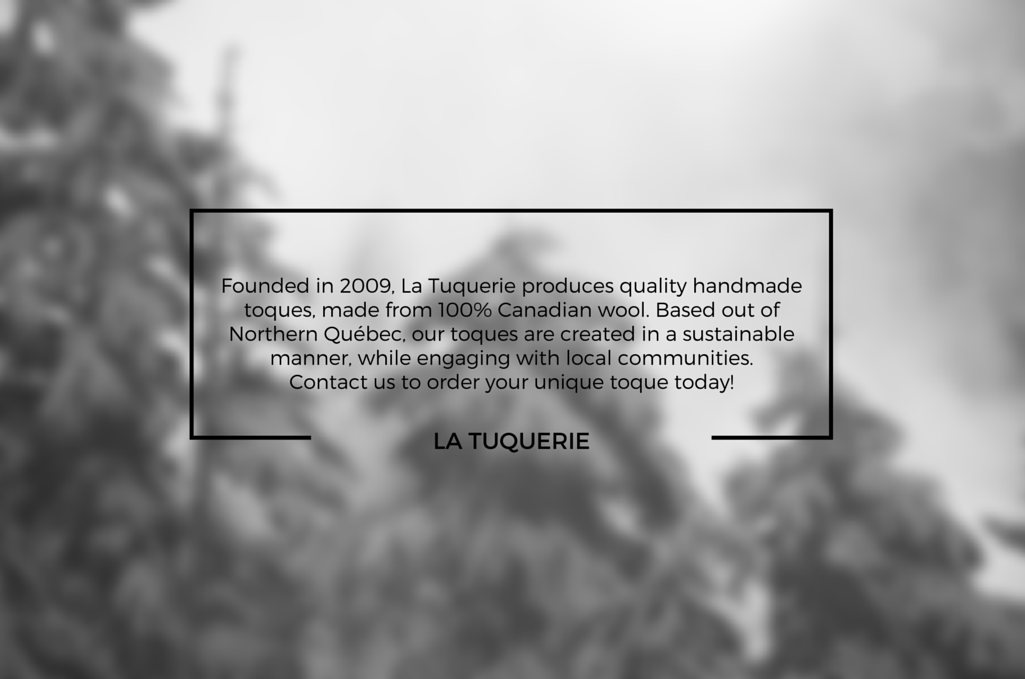 Founded in 2009, La Tuquerie produces quality handmade
toques, made from 100% Canadian wool. Based out of
Northern Québec, our toques are created in a sustainable
manner, while engaging with local communities.
Contact us to order your unique toque today!
LA TUQUERIE